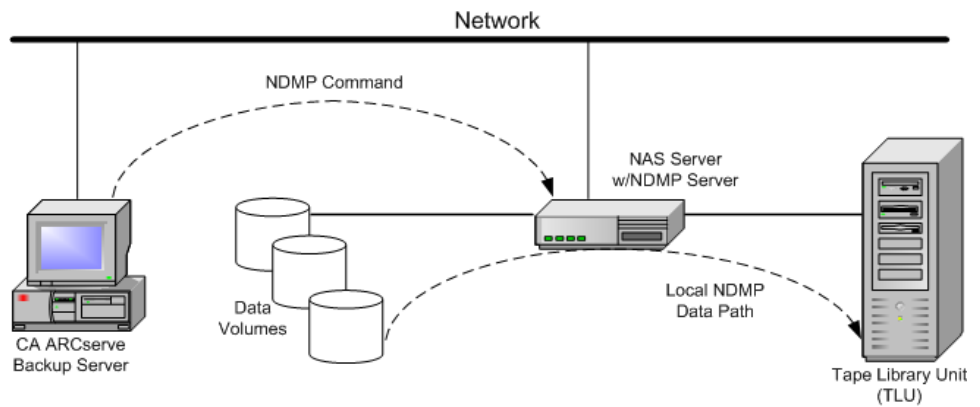 Network
NDMP Command
NAS Server
w/NDMP Server
Data
Volumes
Local NDMP
Data Path
CA ARCserve
Backup Server
Tape Library Unit
(TLU)